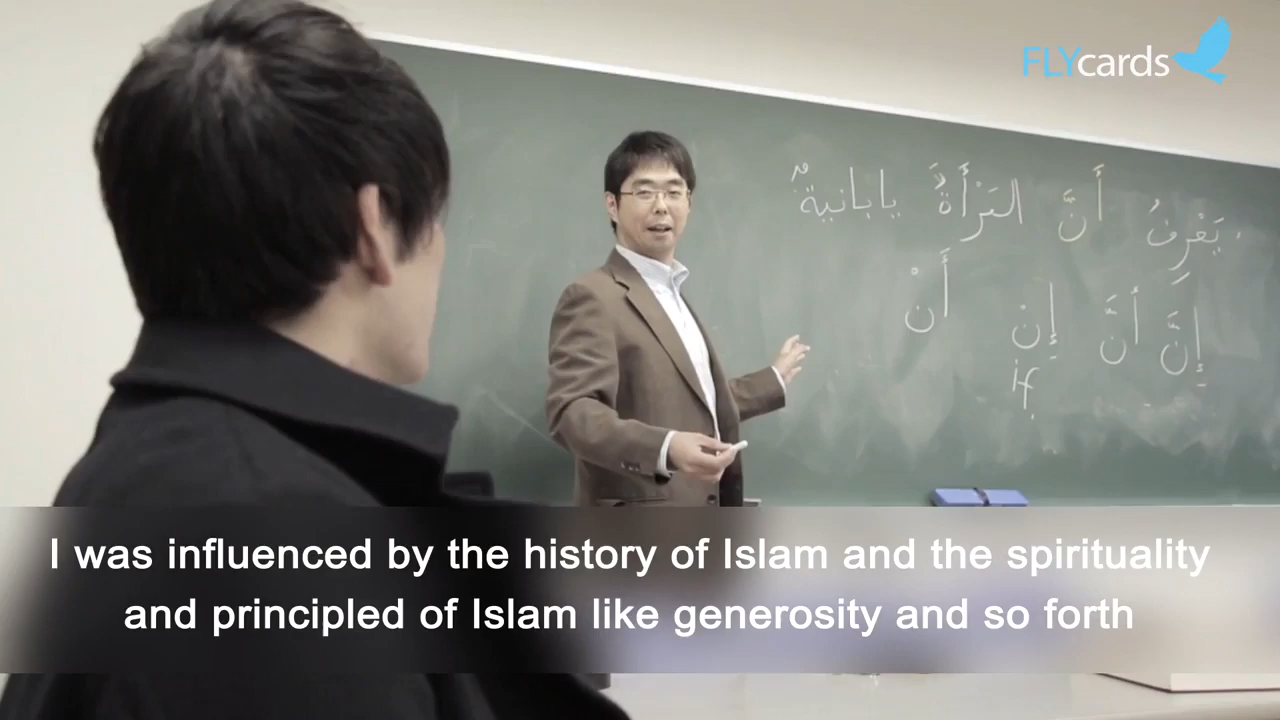 FLYcards
يَعْرِفُ أَنَّ المَرْأَةَ يابانيةٌ
إِنَّ أَنَّ إِن أَنْ
if
I was influenced by the history of Islam and the spirituality
and principled of Islam like generosity and so forth